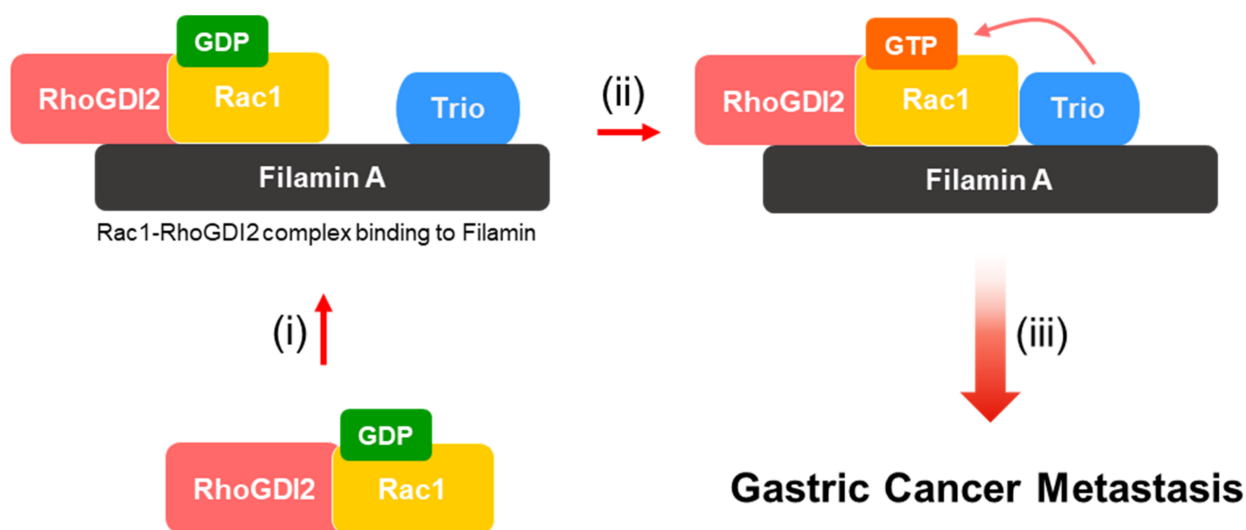 GDP
RhoGDI2
Rac1
Trio
Filamin A
Rac1-RhoGDI2 complex binding to Filamin
(ii)
GTP
RhoGDI2
Rac1
Trio
Filamin A
(i)
(iii)
GDP
RhoGDI2
Rac1
Gastric Cancer Metastasis